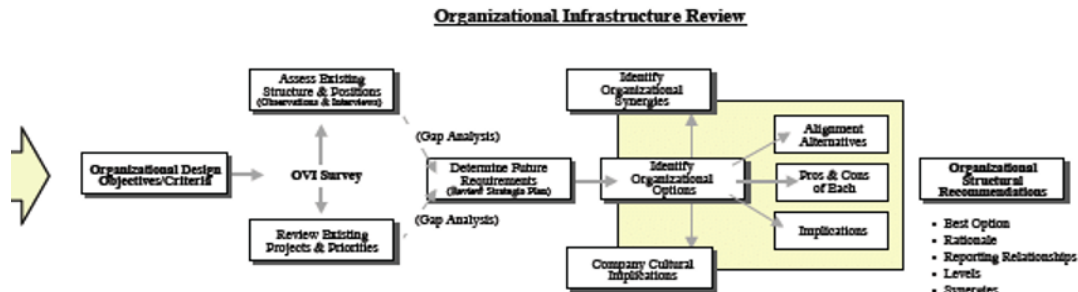 Organizational Infrastructure Review
Assess Existing
Structure & Positions
(Observations & Interviews)
Identify
Organizational
Synergies
(Gap Analysis)
Alignment
Alternatives
Organizational Design
Objectives/Criteria
OVI Survey
Determine Future
Requirements
(Review Strategic Plan)
Identify
Organizational
Options
Pros & Cons
of Each
Organizational
Structural
Recommendations
(Gap Analysis)
Review Existing
Projects & Priorities
Implications
Company Cultural
Implications
▪ Best Option
▪ Rationale
▪ Reporting Relationships
▪ Levels
▪ Synergies